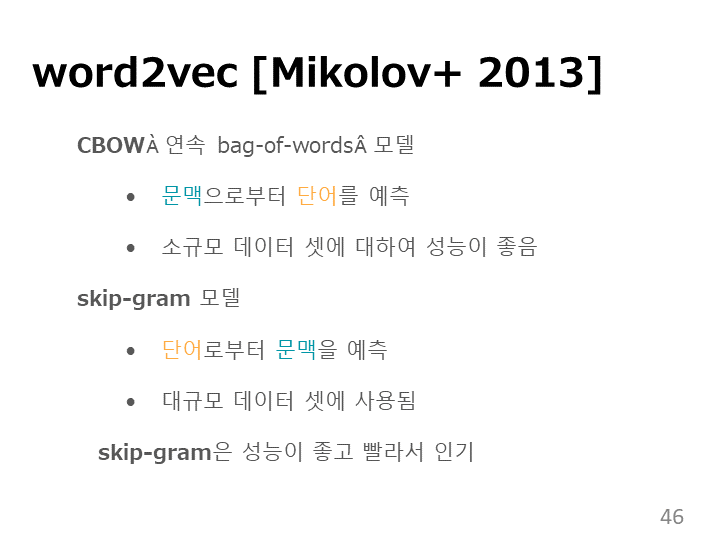 word2vec [Mikolov+ 2013]
CBOWÀ 연속 bag-of-wordsÂ 모델
• 문맥으로부터 단어를 예측
• 소규모 데이터 셋에 대하여 성능이 좋음
skip-gram 모델
• 단어로부터 문맥을 예측
• 대규모 데이터 셋에 사용됨
skip-gram은 성능이 좋고 빨라서 인기
46